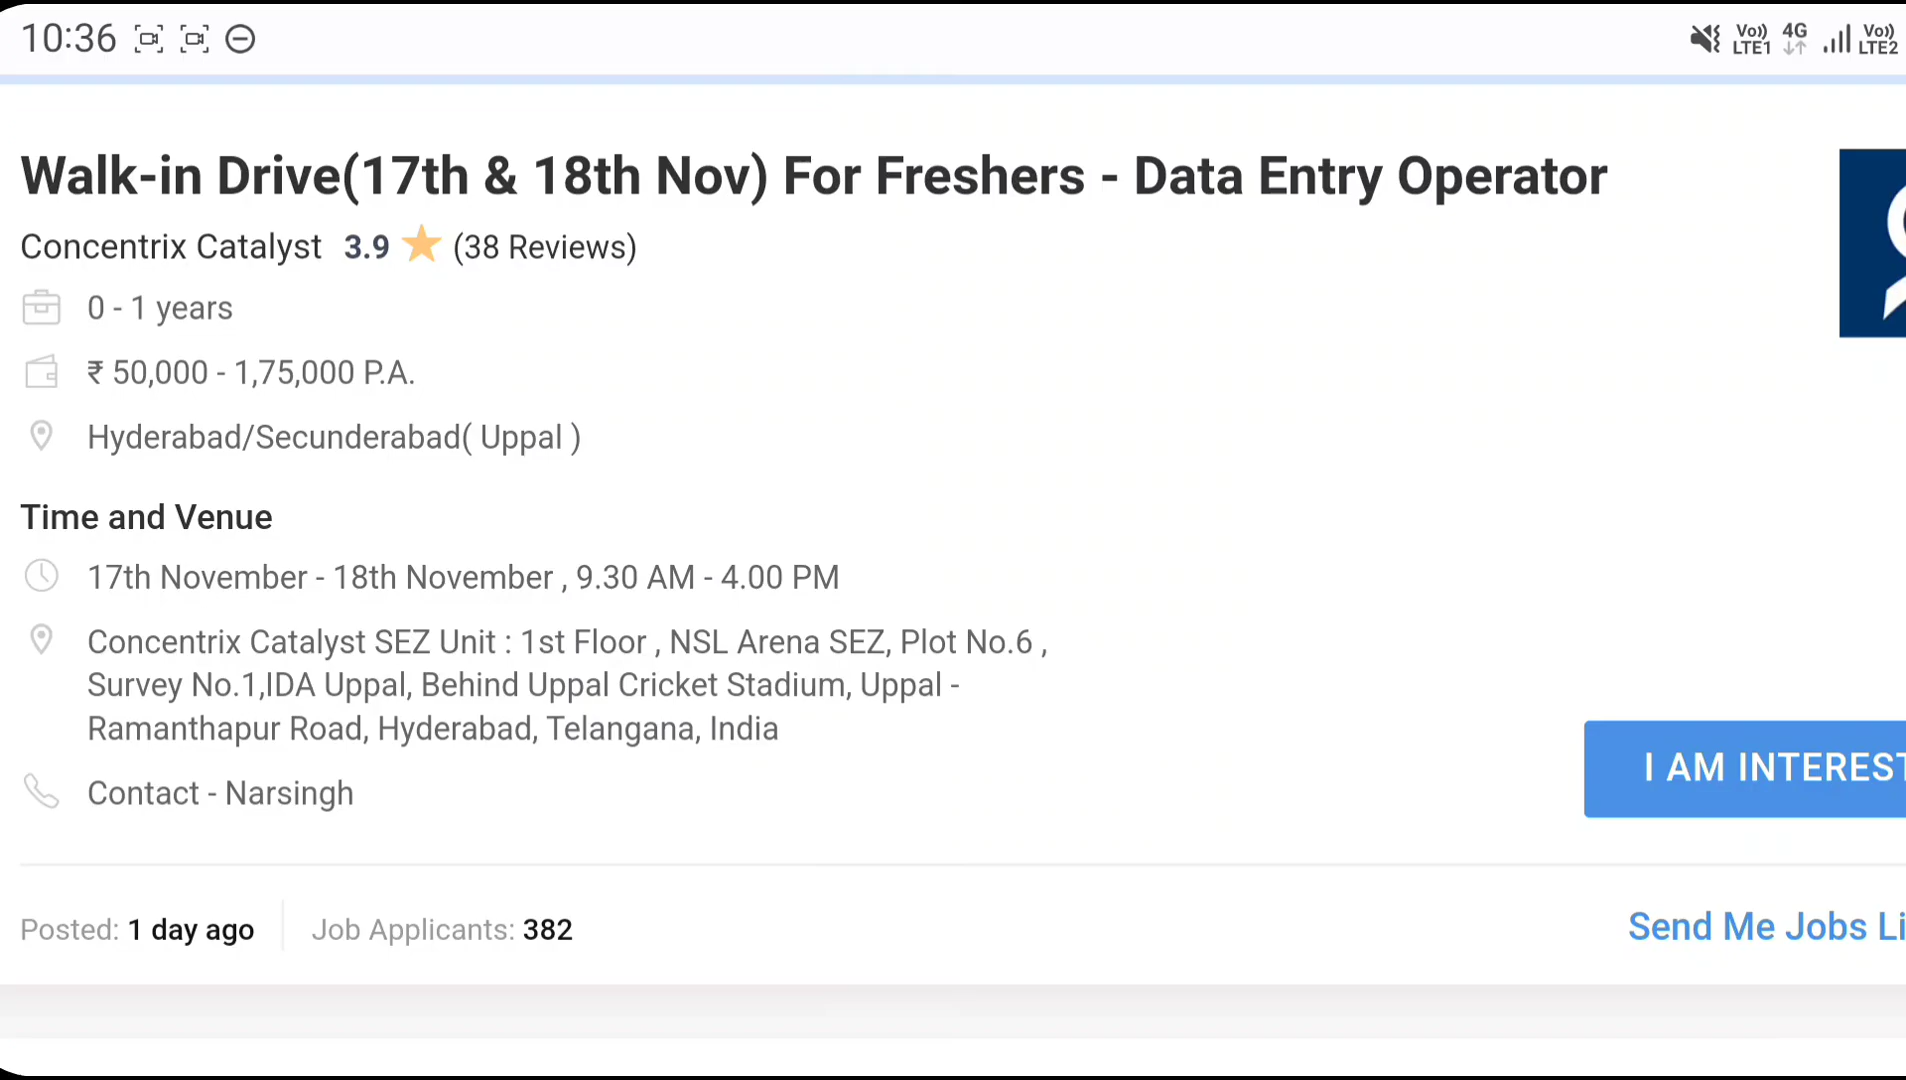 10:36
Vo)) LTE1 4G Vo)) LTE2
Walk-in Drive(17th & 18th Nov) For Freshers - Data Entry Operator
Concentrix Catalyst 3.9 (38 Reviews)
0 - 1 years
₹ 50,000 - 1,75,000 P.A.
Hyderabad/Secunderabad( Uppal )
Time and Venue
17th November - 18th November , 9.30 AM - 4.00 PM
Concentrix Catalyst SEZ Unit : 1st Floor , NSL Arena SEZ, Plot No.6 ,
Survey No.1,IDA Uppal, Behind Uppal Cricket Stadium, Uppal -
Ramanthapur Road, Hyderabad, Telangana, India
I AM INTEREST
Contact - Narsingh
Posted: 1 day ago Job Applicants: 382
Send Me Jobs Li